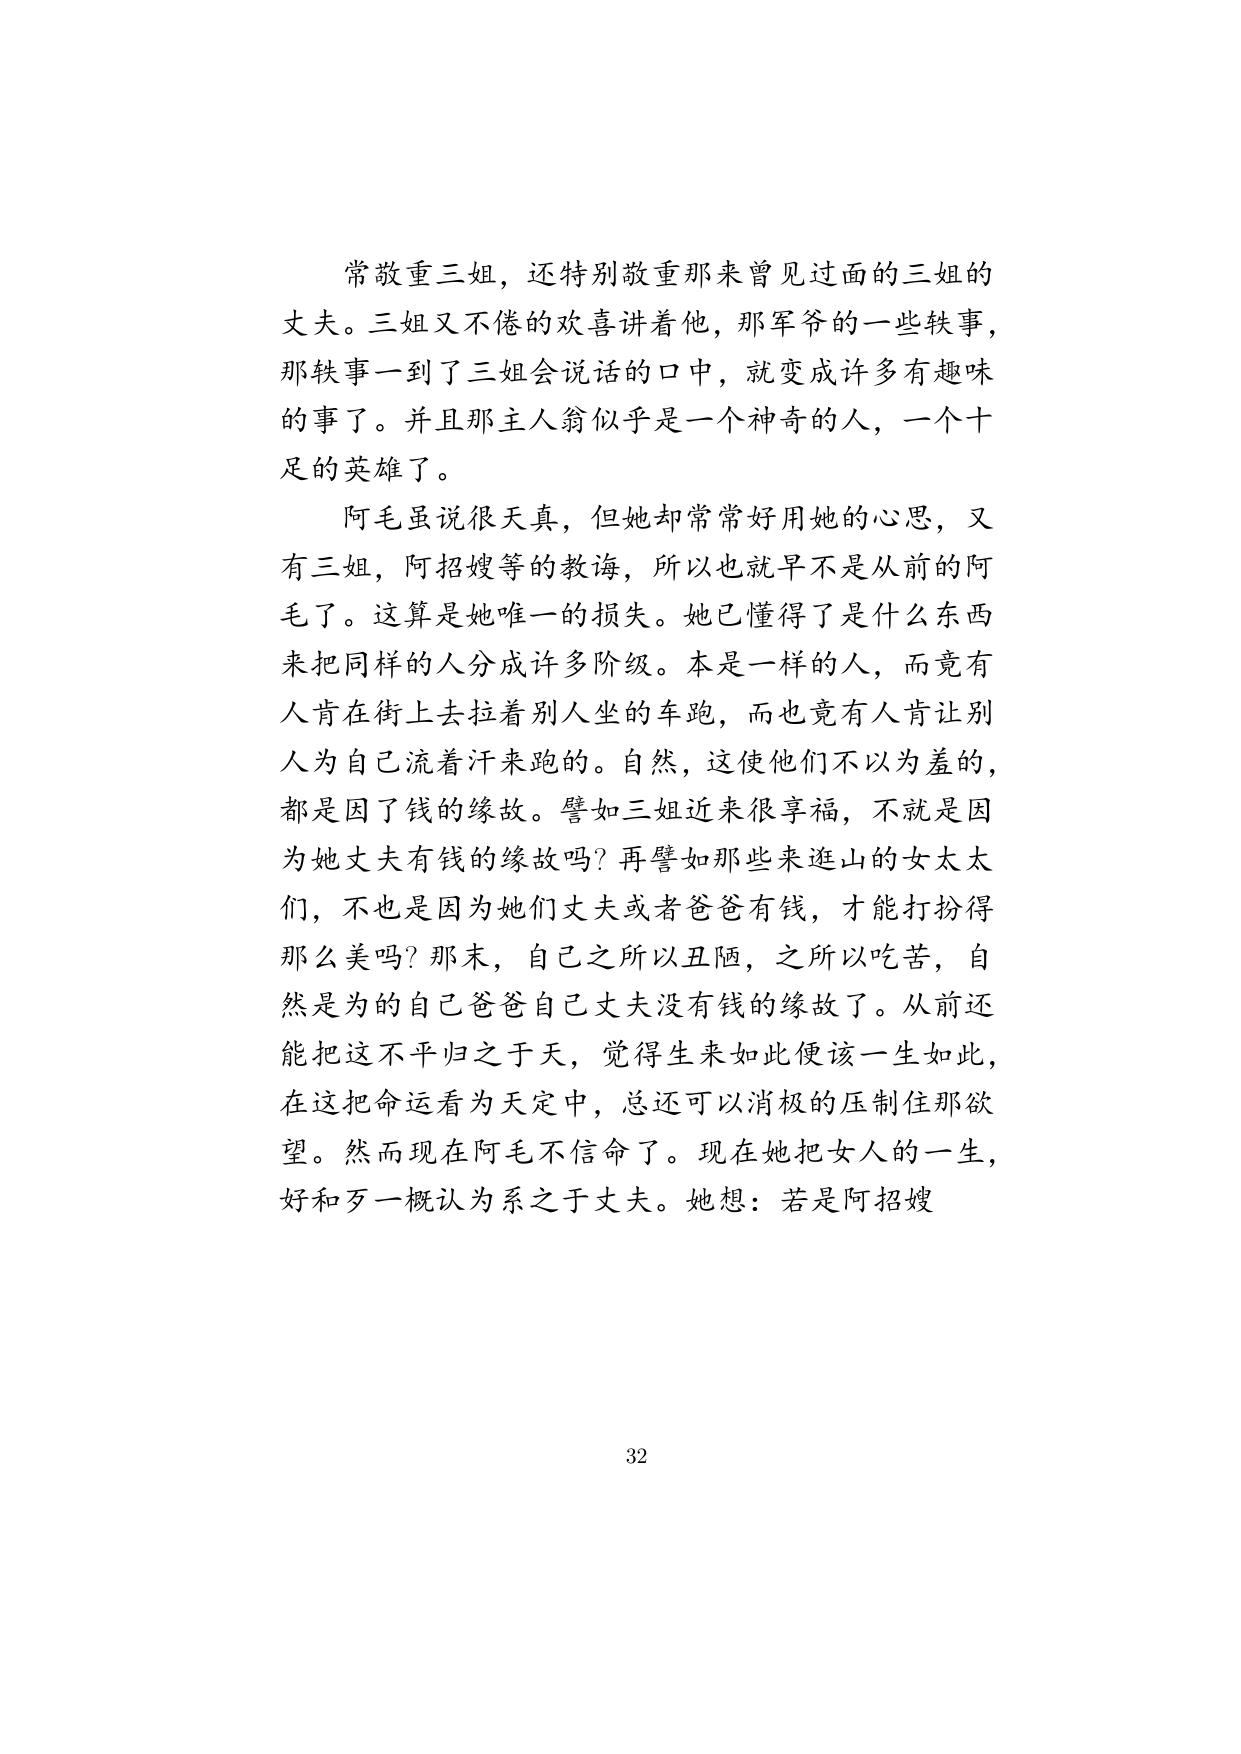 常敬重三姐，还特别敬重那来曾见过面的三姐的
丈夫。三姐又不倦的欢喜讲着他，那军爷的一些轶事，
那轶事一到了三姐会说话的口中，就变成许多有趣味
的事了。并且那主人翁似乎是一个神奇的人，一个十
足的英雄了。
阿毛虽说很天真，但她却常常好用她的心思，又
有三姐，阿招嫂等的教诲，所以也就早不是从前的阿
毛了。这算是她唯一的损失。她已懂得了是什么东西
来把同样的人分成许多阶级。本是一样的人，而竟有
人肯在街上去拉着别人坐的车跑，而也竟有人肯让别
人为自己流着汗来跑的。自然，这使他们不以为羞的，
都是因了钱的缘故。譬如三姐近来很享福，不就是因
为她丈夫有钱的缘故吗？再譬如那些来逛山的女太太
们，不也是因为她们丈夫或者爸爸有钱，才能打扮得
那么美吗？那末，自己之所以丑陋，之所以吃苦，自
然是为的自己爸爸自己丈夫没有钱的缘故了。从前还
能把这不平归之于天，觉得生来如此便该一生如此，
在这把命运看为天定中，总还可以消极的压制住那欲
望。然而现在阿毛不信命了。现在她把女人的一生，
好和歹一概认为系之于丈夫。她想：若是阿招嫂
32